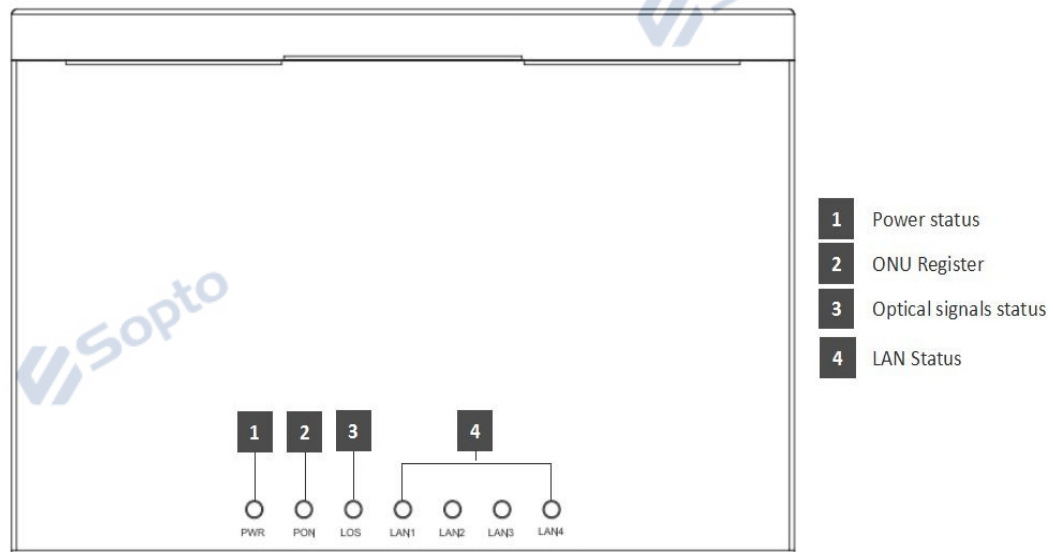 1 Power status
2 ONU Register
3 Optical signals status
4 LAN Status
Sopto
1 2 3 4
PWR PON LOS LAN1 LAN2 LAN3 LAN4